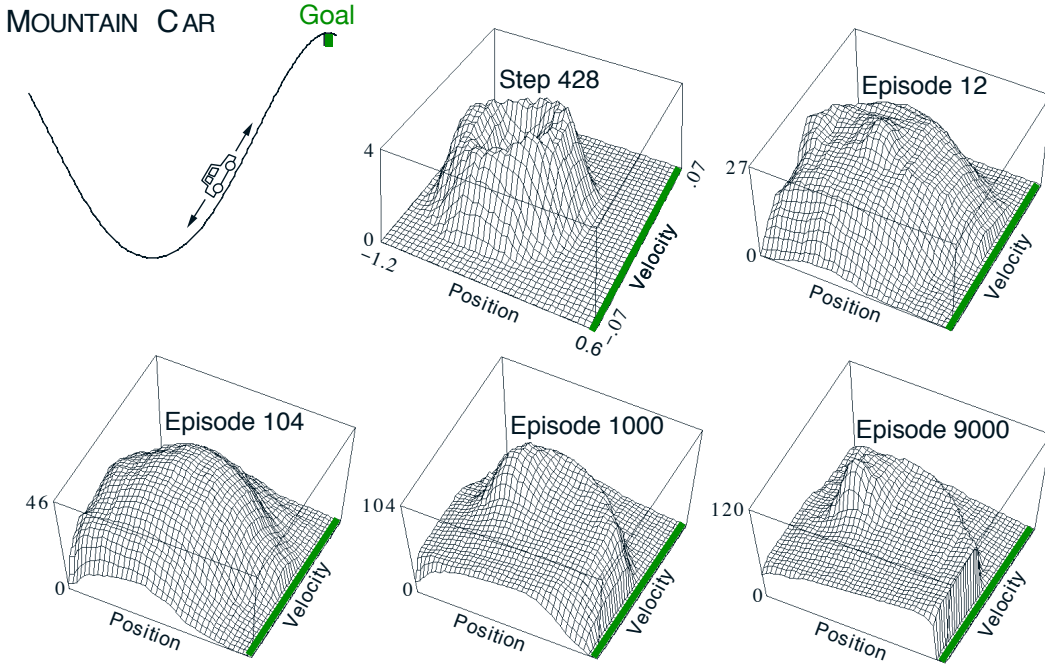 MOUNTAIN CAR
Goal
Step 428
4
0
−1.2
Position
0.6
−.07
Velocity
.07
Episode 12
27
0
Position
Velocity
Episode 104
46
0
Position
Velocity
Episode 1000
104
0
Position
Velocity
Episode 9000
120
0
Position
Velocity